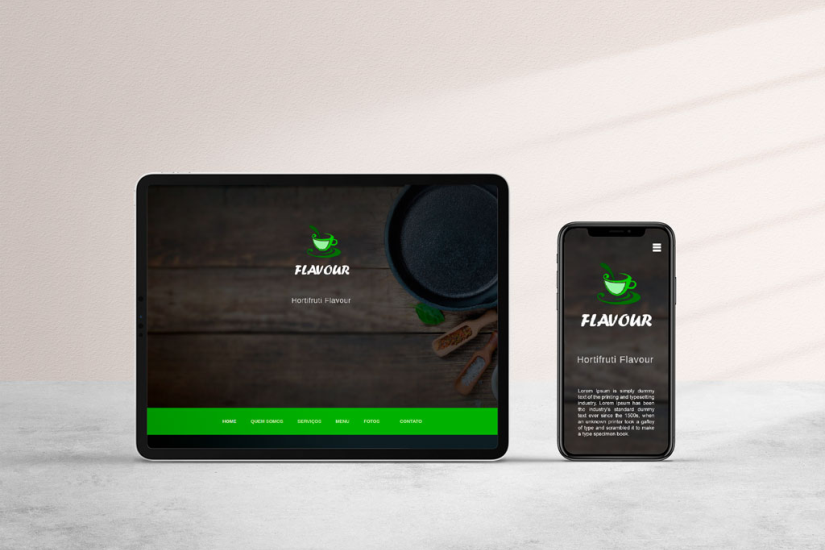 FLAVOUR
Hortifruti Flavour
HOME QUEM SOMOS SERVIÇOS MENU FOTOS CONTATO
FLAVOUR
Hortifruti Flavour
Lorem Ipsum is simply dummy
text of the printing and typesetting
industry. Lorem Ipsum has been
the industry's standard dummy
text ever since the 1500s, when
an unknown printer took a galley
of type and scrambled it to make
a type specimen book.